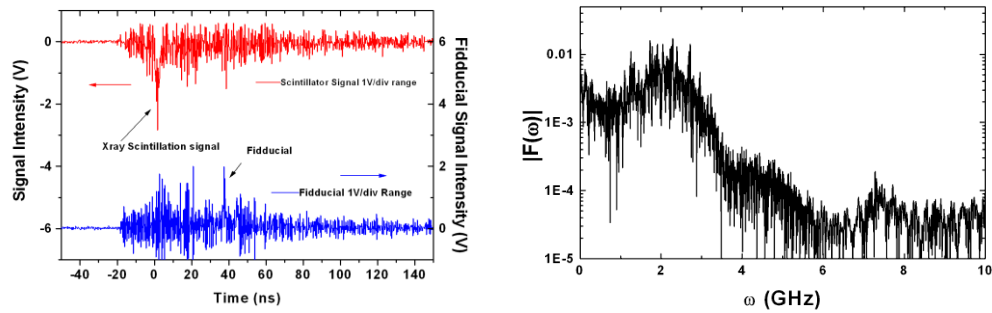 0
-2
-4
-6
Signal Intensity (V)
Scintillator Signal 1V/div range
Xray Scintillation signal
Fidducial
Fidducial 1V/div Range
6
4
2
0
Fidducial Signal Intensity (V)
-40 -20 0 20 40 60 80 100 120 140
Time (ns)
0.01
1E-3
1E-4
1E-5
|F(ω)|
0 2 4 6 8 10
ω (GHz)